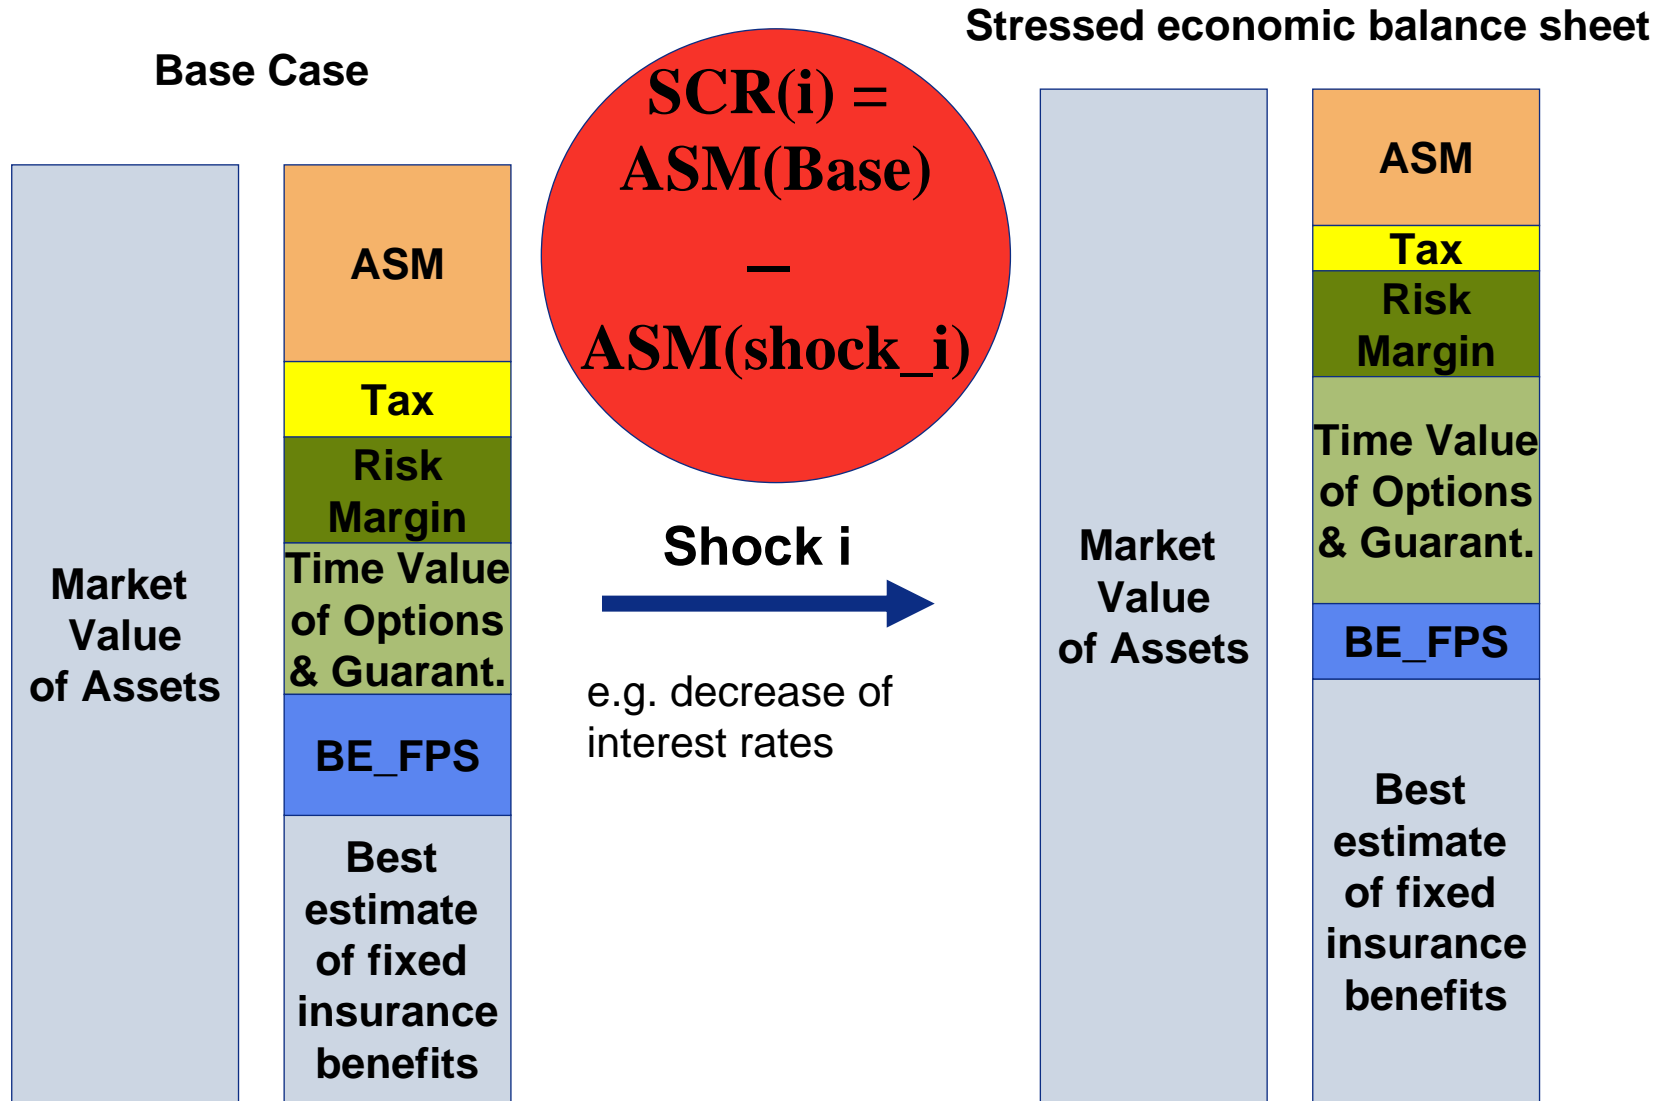 Base Case
Market
Value
of Assets
ASM
Tax
Risk
Margin
Time Value
of Options
& Guarant.
BE_FPS
Best
estimate
of fixed
insurance
benefits
SCR(i) =
ASM(Base)
–
ASM(shock_i)
Shock i
e.g. decrease of
interest rates
Stressed economic balance sheet
Market
Value
of Assets
ASM
Tax
Risk
Margin
Time Value
of Options
& Guarant.
BE_FPS
Best
estimate
of fixed
insurance
benefits